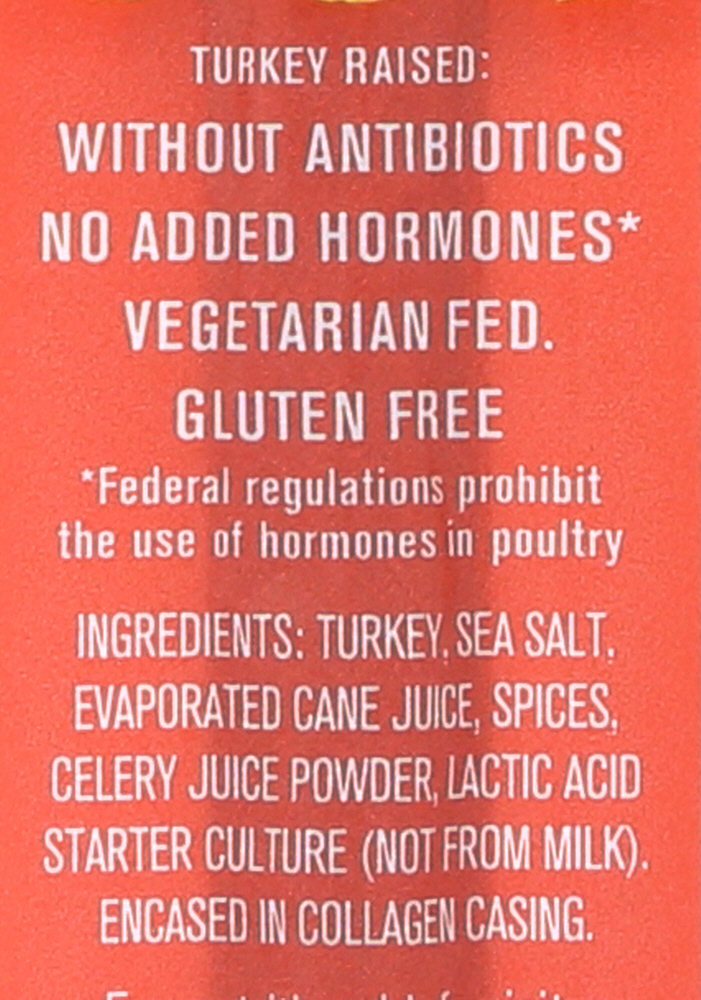 TURKEY RAISED:
WITHOUT ANTIBIOTICS
NO ADDED HORMONES*
VEGETARIAN FED.
GLUTEN FREE
*Federal regulations prohibit
the use of hormones in poultry
INGREDIENTS: TURKEY, SEA SALT,
EVAPORATED CANE JUICE, SPICES,
CELERY JUICE POWDER, LACTIC ACID
STARTER CULTURE (NOT FROM MILK).
ENCASED IN COLLAGEN CASING.